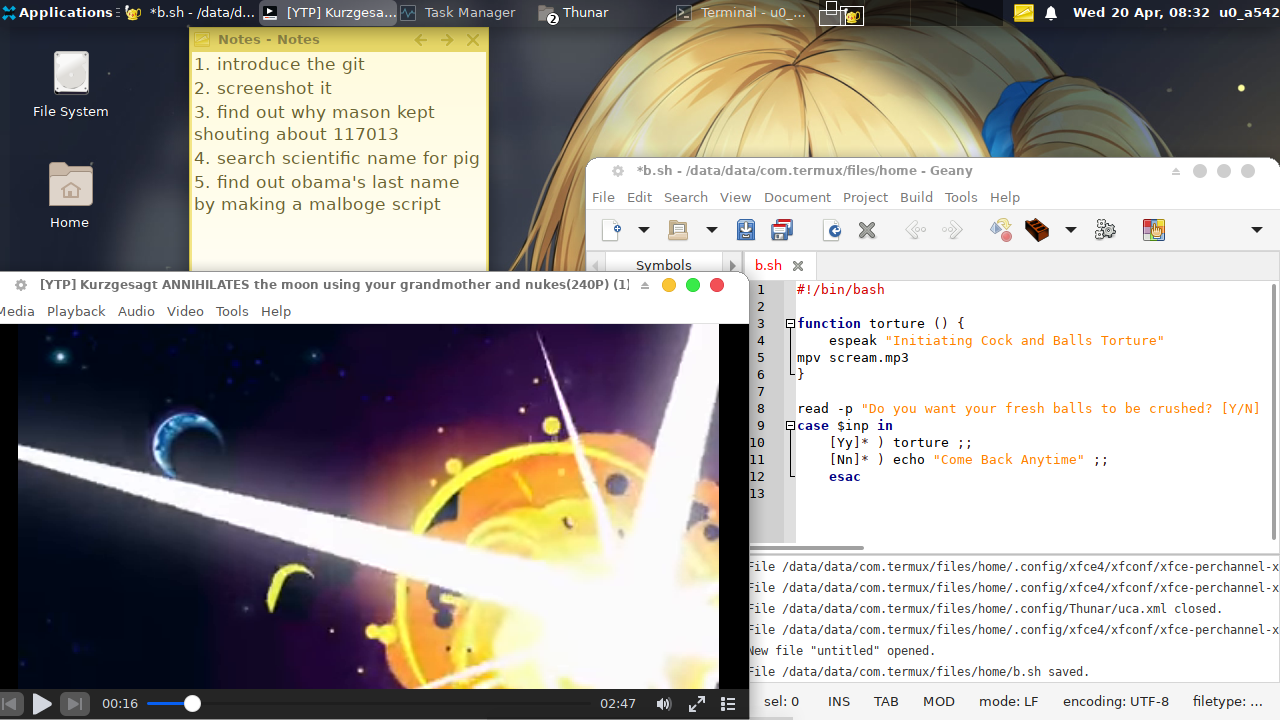 Applications
*b.sh - /data/d...
[YTP] Kurzgesa...
Task Manager
2
Thunar
Terminal - u0_...
Wed 20 Apr, 08:32
u0_a542
File System
Home
Notes - Notes
1. introduce the git
2. screenshot it
3. find out why mason kept
shouting about 117013
4. search scientific name for pig
5. find out obama's last name
by making a malboge script
*b.sh - /data/data/com.termux/files/home - Geany
File Edit Search View Document Project Build Tools Help
Symbols
b.sh
1 #!/bin/bash
2
3 function torture () {
4 espeak "Initiating Cock and Balls Torture"
5 mpv scream.mp3
6 }
7
8 read -p "Do you want your fresh balls to be crushed? [Y/N]
9 case $inp in
10 [Yy]* ) torture ;;
11 [Nn]* ) echo "Come Back Anytime" ;;
12 esac
13
File /data/data/com.termux/files/home/.config/xfce4/xfconf/xfce-perchannel-x
File /data/data/com.termux/files/home/.config/xfce4/xfconf/xfce-perchannel-x
File /data/data/com.termux/files/home/.config/Thunar/uca.xml closed.
File /data/data/com.termux/files/home/.config/xfce4/xfconf/xfce-perchannel-x
New file "untitled" opened.
File /data/data/com.termux/files/home/b.sh saved.
sel: 0 INS TAB MOD mode: LF encoding: UTF-8 filetype: ...
[YTP] Kurzgesagt ANNIHILATES the moon using your grandmother and nukes(240P) (1)
Media Playback Audio Video Tools Help
00:16
02:47